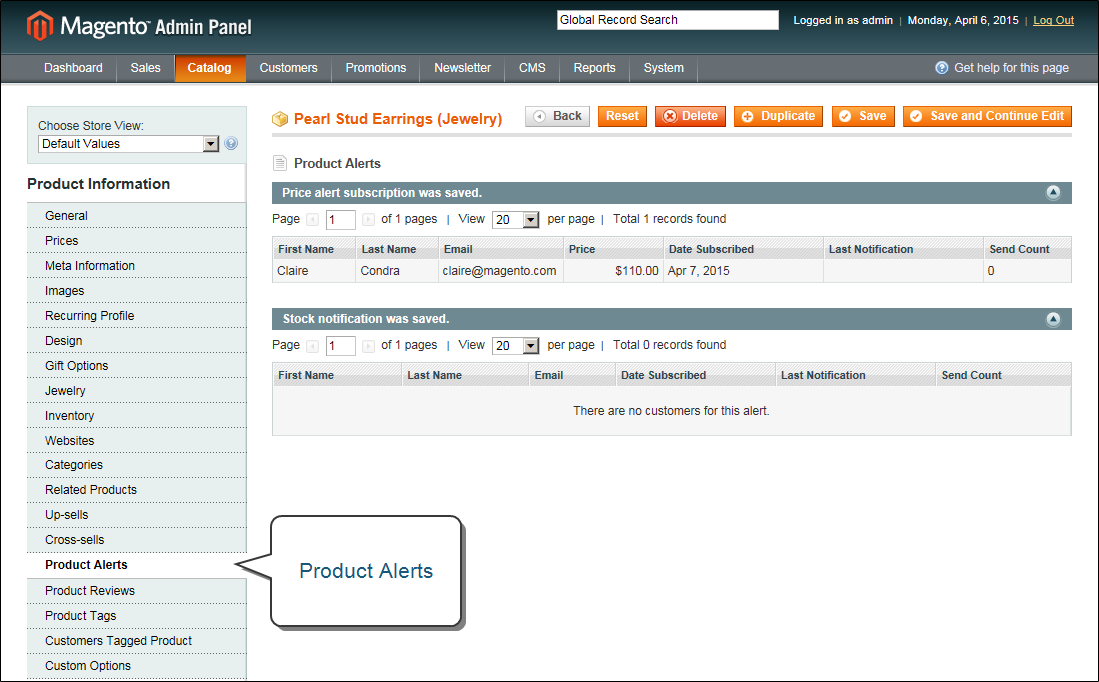 Magento™ Admin Panel
Global Record Search
Logged in as admin | Monday, April 6, 2015 | Log Out
Dashboard Sales Catalog Customers Promotions Newsletter CMS Reports System
Get help for this page
Choose Store View:
Default Values
Product Information
General
Prices
Meta Information
Images
Recurring Profile
Design
Gift Options
Jewelry
Inventory
Websites
Categories
Related Products
Up-sells
Cross-sells
Product Alerts
Product Reviews
Product Tags
Customers Tagged Product
Custom Options
Pearl Stud Earrings (Jewelry)
Back Reset Delete Duplicate Save Save and Continue Edit
Product Alerts
Price alert subscription was saved.
Page 1 of 1 pages | View 20 per page | Total 1 records found
First Name Last Name Email Price Date Subscribed Last Notification Send Count
Claire Condra claire@magento.com $110.00 Apr 7, 2015 0
Stock notification was saved.
Page 1 of 1 pages | View 20 per page | Total 0 records found
First Name Last Name Email Date Subscribed Last Notification Send Count
There are no customers for this alert.
Product Alerts